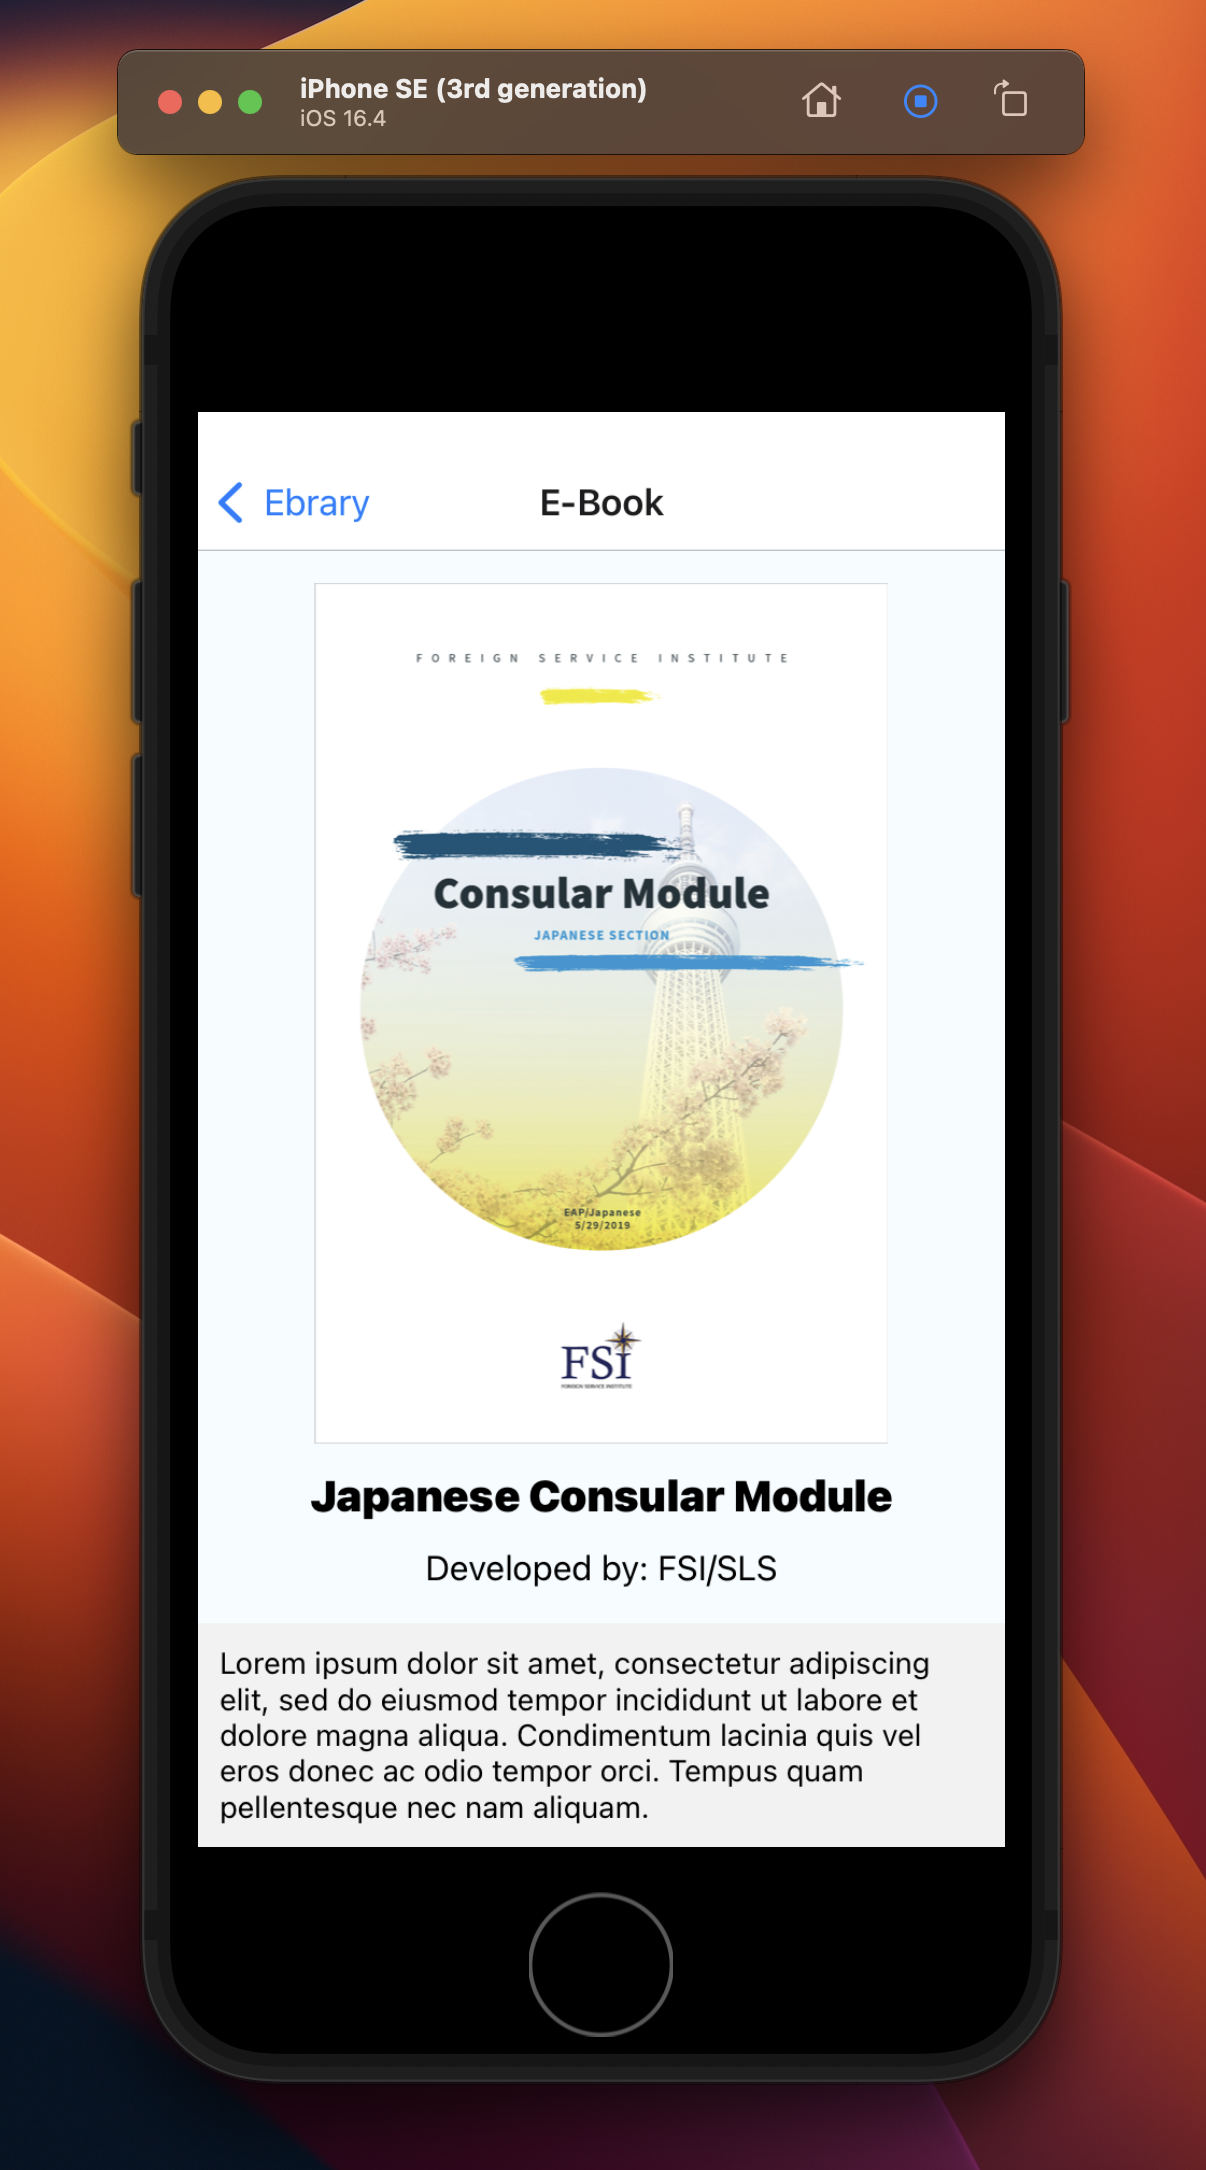 iPhone SE (3rd generation)
iOS 16.4
Ebrary
E-Book
FOREIGN SERVICE INSTITUTE
Consular Module
JAPANESE SECTION
EAP/Japanese
5/29/2019
FSI
FOREIGN SERVICE INSTITUTE
Japanese Consular Module
Developed by: FSI/SLS
Lorem ipsum dolor sit amet, consectetur adipiscing
elit, sed do eiusmod tempor incididunt ut labore et
dolore magna aliqua. Condimentum lacinia quis vel
eros donec ac odio tempor orci. Tempus quam
pellentesque nec nam aliquam.